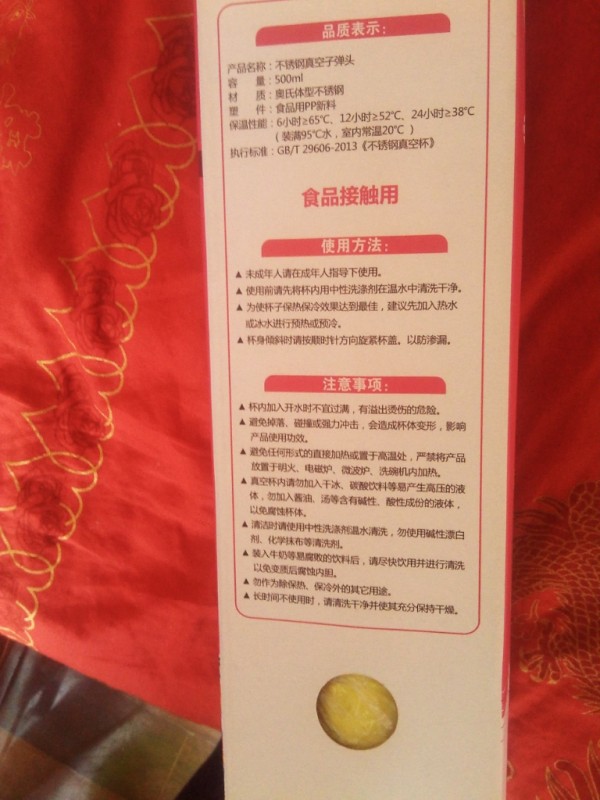 品质表示：
产品名称：不锈钢真空子弹头
容　　量：500ml
材　　质：奥氏体型不锈钢
塑　　件：食品用PP新料
保温性能：6小时≥65℃、12小时≥52℃、24小时≥38℃
（装满95℃水，室内常温20℃）
执行标准：GB/T 29606-2013《不锈钢真空杯》
食品接触用
使用方法：
▲ 未成年人请在成年人指导下使用。
▲ 使用前请先将杯内用中性洗涤剂在温水中清洗干净。
▲ 为使杯子保热保冷效果达到最佳，建议先加入热水
或冰水进行预热或预冷。
▲ 杯身倾斜时请按顺时针方向旋紧杯盖。以防渗漏。
注意事项：
▲ 杯内加入开水时不宜过满，有溢出烫伤的危险。
▲ 避免掉落、碰撞或强力冲击，会造成杯体变形，影响
产品使用功效。
▲ 避免任何形式的直接加热或置于高温处，严禁将产品
放置于明火、电磁炉、微波炉、洗碗机内加热。
▲ 真空杯内请勿加入干冰、碳酸饮料等易产生高压的液
体，勿加入酱油、汤等含有碱性、酸性成份的液体，
以免腐蚀杯体。
▲ 清洁时请使用中性洗涤剂温水清洗，勿使用碱性漂白
剂、化学抹布等清洗剂。
▲ 装入牛奶等易腐败的饮料后，请尽快饮用并进行清洗
以免变质后腐蚀内胆。
▲ 勿作为除保热、保冷外的其它用途。
▲ 长时间不使用时，请清洗干净并使其充分保持干燥。